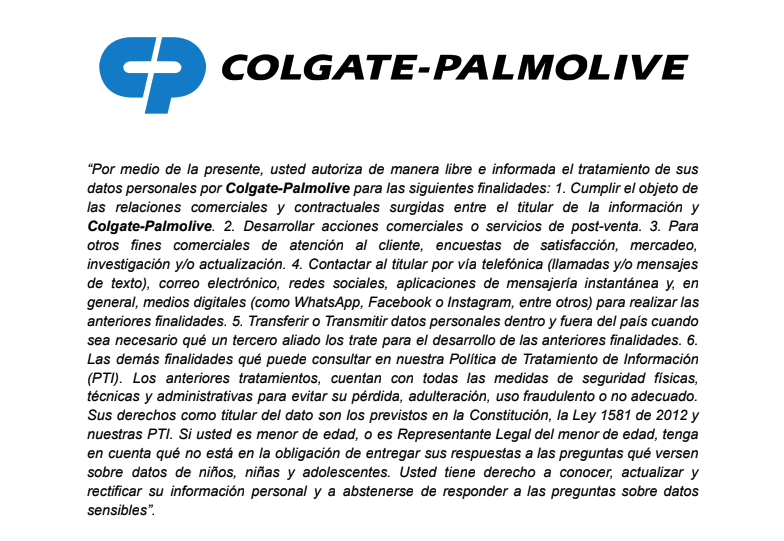 COLGATE-PALMOLIVE
“Por medio de la presente, usted autoriza de manera libre e informada el tratamiento de sus
datos personales por Colgate-Palmolive para las siguientes finalidades: 1. Cumplir el objeto de
las relaciones comerciales y contractuales surgidas entre el titular de la información y
Colgate-Palmolive. 2. Desarrollar acciones comerciales o servicios de post-venta. 3. Para
otros fines comerciales de atención al cliente, encuestas de satisfacción, mercadeo,
investigación y/o actualización. 4. Contactar al titular por vía telefónica (llamadas y/o mensajes
de texto), correo electrónico, redes sociales, aplicaciones de mensajería instantánea y, en
general, medios digitales (como WhatsApp, Facebook o Instagram, entre otros) para realizar las
anteriores finalidades. 5. Transferir o Transmitir datos personales dentro y fuera del país cuando
sea necesario qué un tercero aliado los trate para el desarrollo de las anteriores finalidades. 6.
Las demás finalidades qué puede consultar en nuestra Política de Tratamiento de Información
(PTI). Los anteriores tratamientos, cuentan con todas las medidas de seguridad físicas,
técnicas y administrativas para evitar su pérdida, adulteración, uso fraudulento o no adecuado.
Sus derechos como titular del dato son los previstos en la Constitución, la Ley 1581 de 2012 y
nuestras PTI. Si usted es menor de edad, o es Representante Legal del menor de edad, tenga
en cuenta qué no está en la obligación de entregar sus respuestas a las preguntas qué versen
sobre datos de niños, niñas y adolescentes. Usted tiene derecho a conocer, actualizar y
rectificar su información personal y a abstenerse de responder a las preguntas sobre datos
sensibles”.